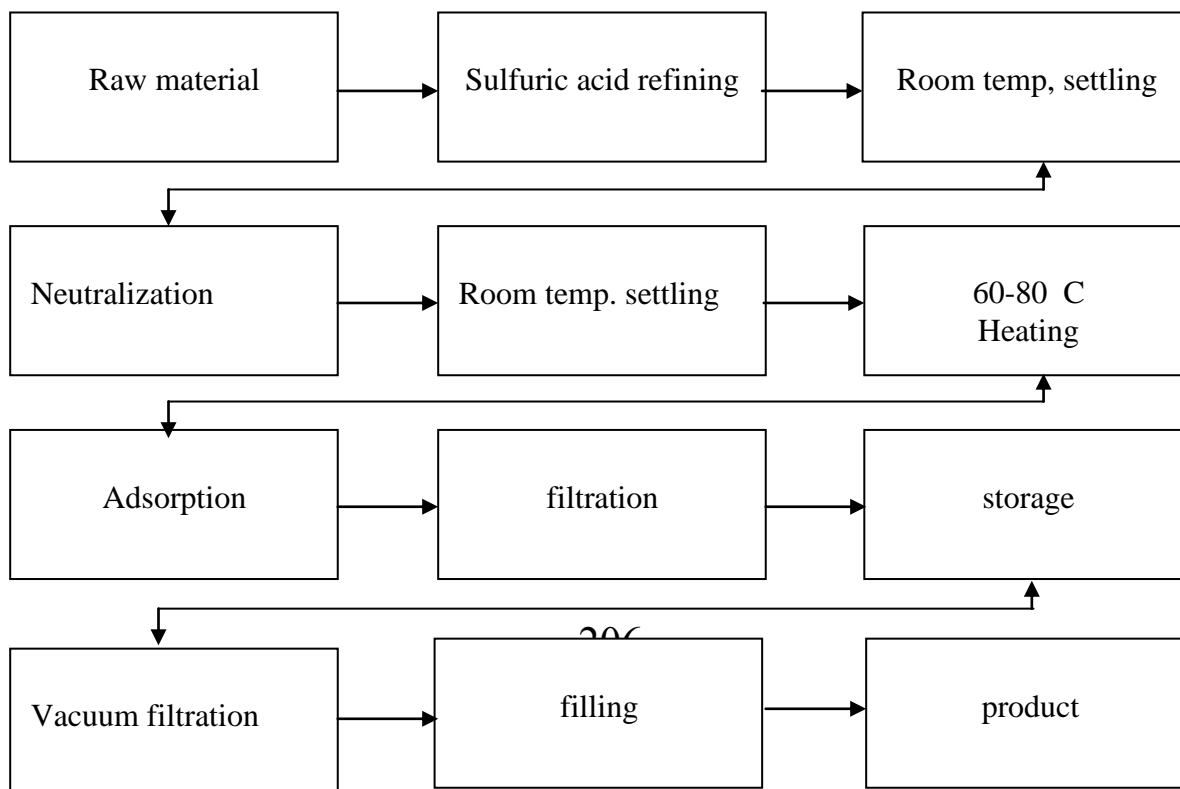 Raw material
Sulfuric acid refining
Room temp, settling
Neutralization
Room temp. settling
60-80 C
Heating
Adsorption
filtration
storage
206
Vacuum filtration
filling
product